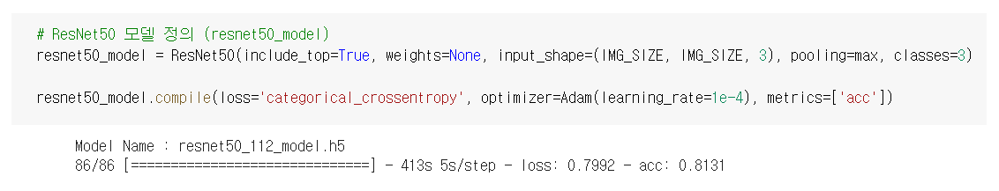 # ResNet50 모델 정의 (resnet50_model)
resnet50_model = ResNet50(include_top=True, weights=None, input_shape=(IMG_SIZE, IMG_SIZE, 3), pooling=max, classes=3)
resnet50_model.compile(loss='categorical_crossentropy', optimizer=Adam(learning_rate=1e-4), metrics=['acc'])
Model Name : resnet50_112_model.h5
86/86 [==============================] - 413s 5s/step - loss: 0.7992 - acc: 0.8131